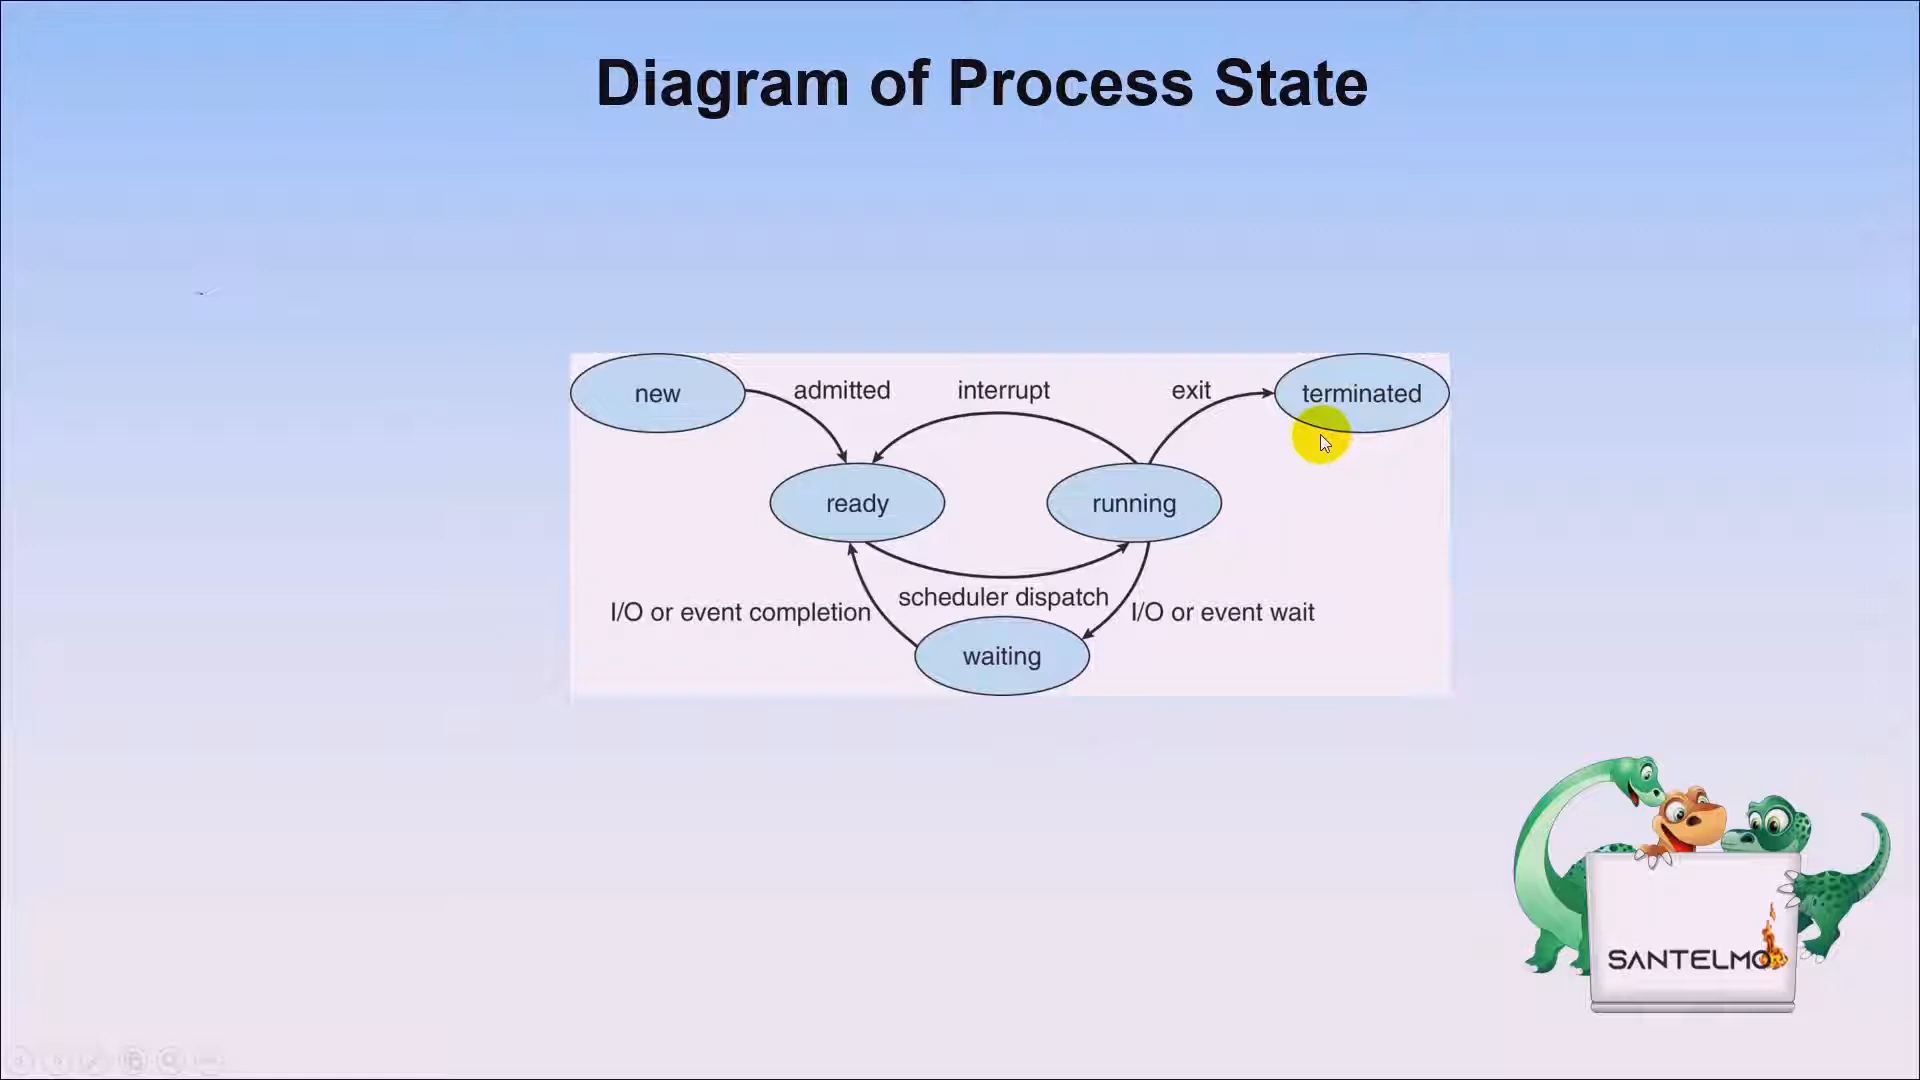 Diagram of Process State
new
admitted
interrupt
exit
terminated
ready
running
scheduler dispatch
I/O or event completion
I/O or event wait
waiting
SANTELMO